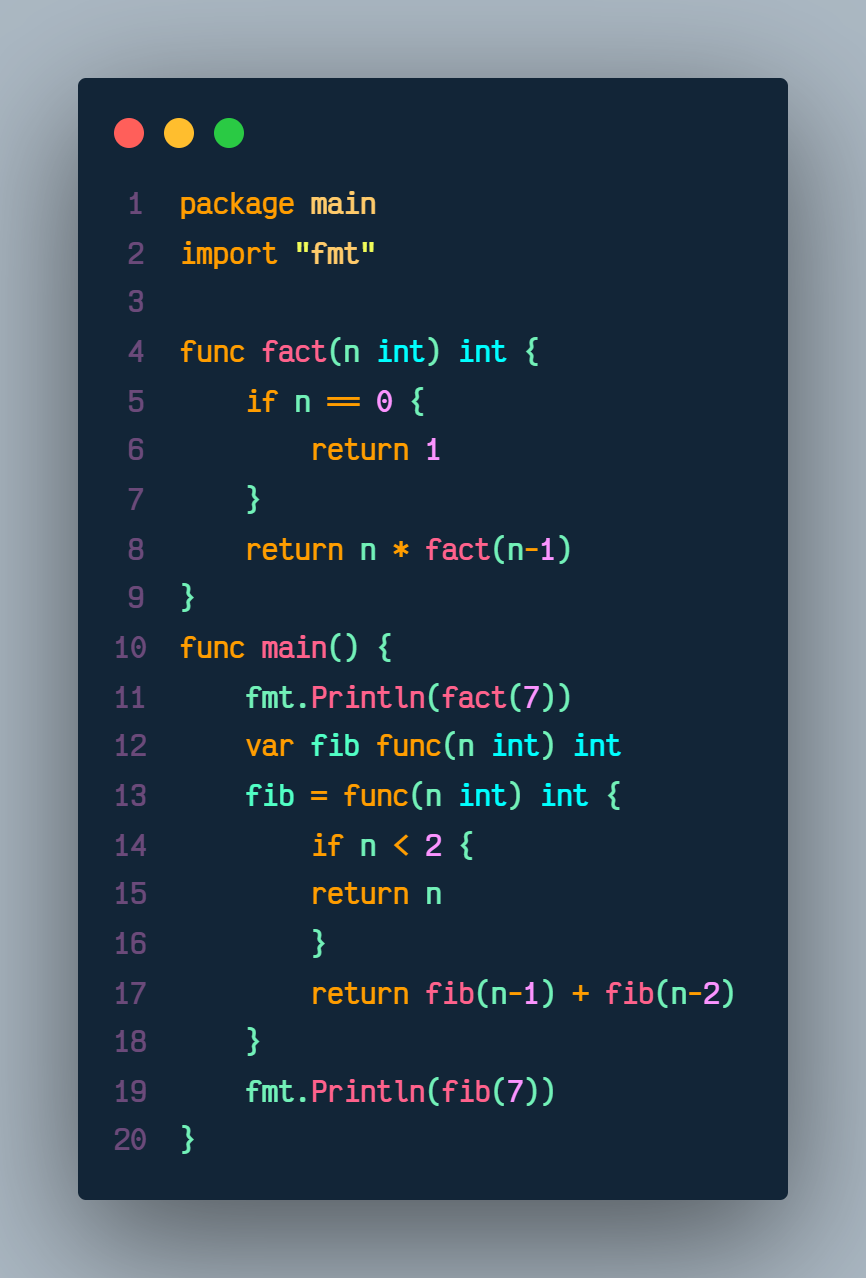 1 package main
2 import "fmt"
3
4 func fact(n int) int {
5     if n == 0 {
6         return 1
7     }
8     return n * fact(n-1)
9 }
10 func main() {
11     fmt.Println(fact(7))
12     var fib func(n int) int
13     fib = func(n int) int {
14         if n < 2 {
15         return n
16         }
17         return fib(n-1) + fib(n-2)
18     }
19     fmt.Println(fib(7))
20 }